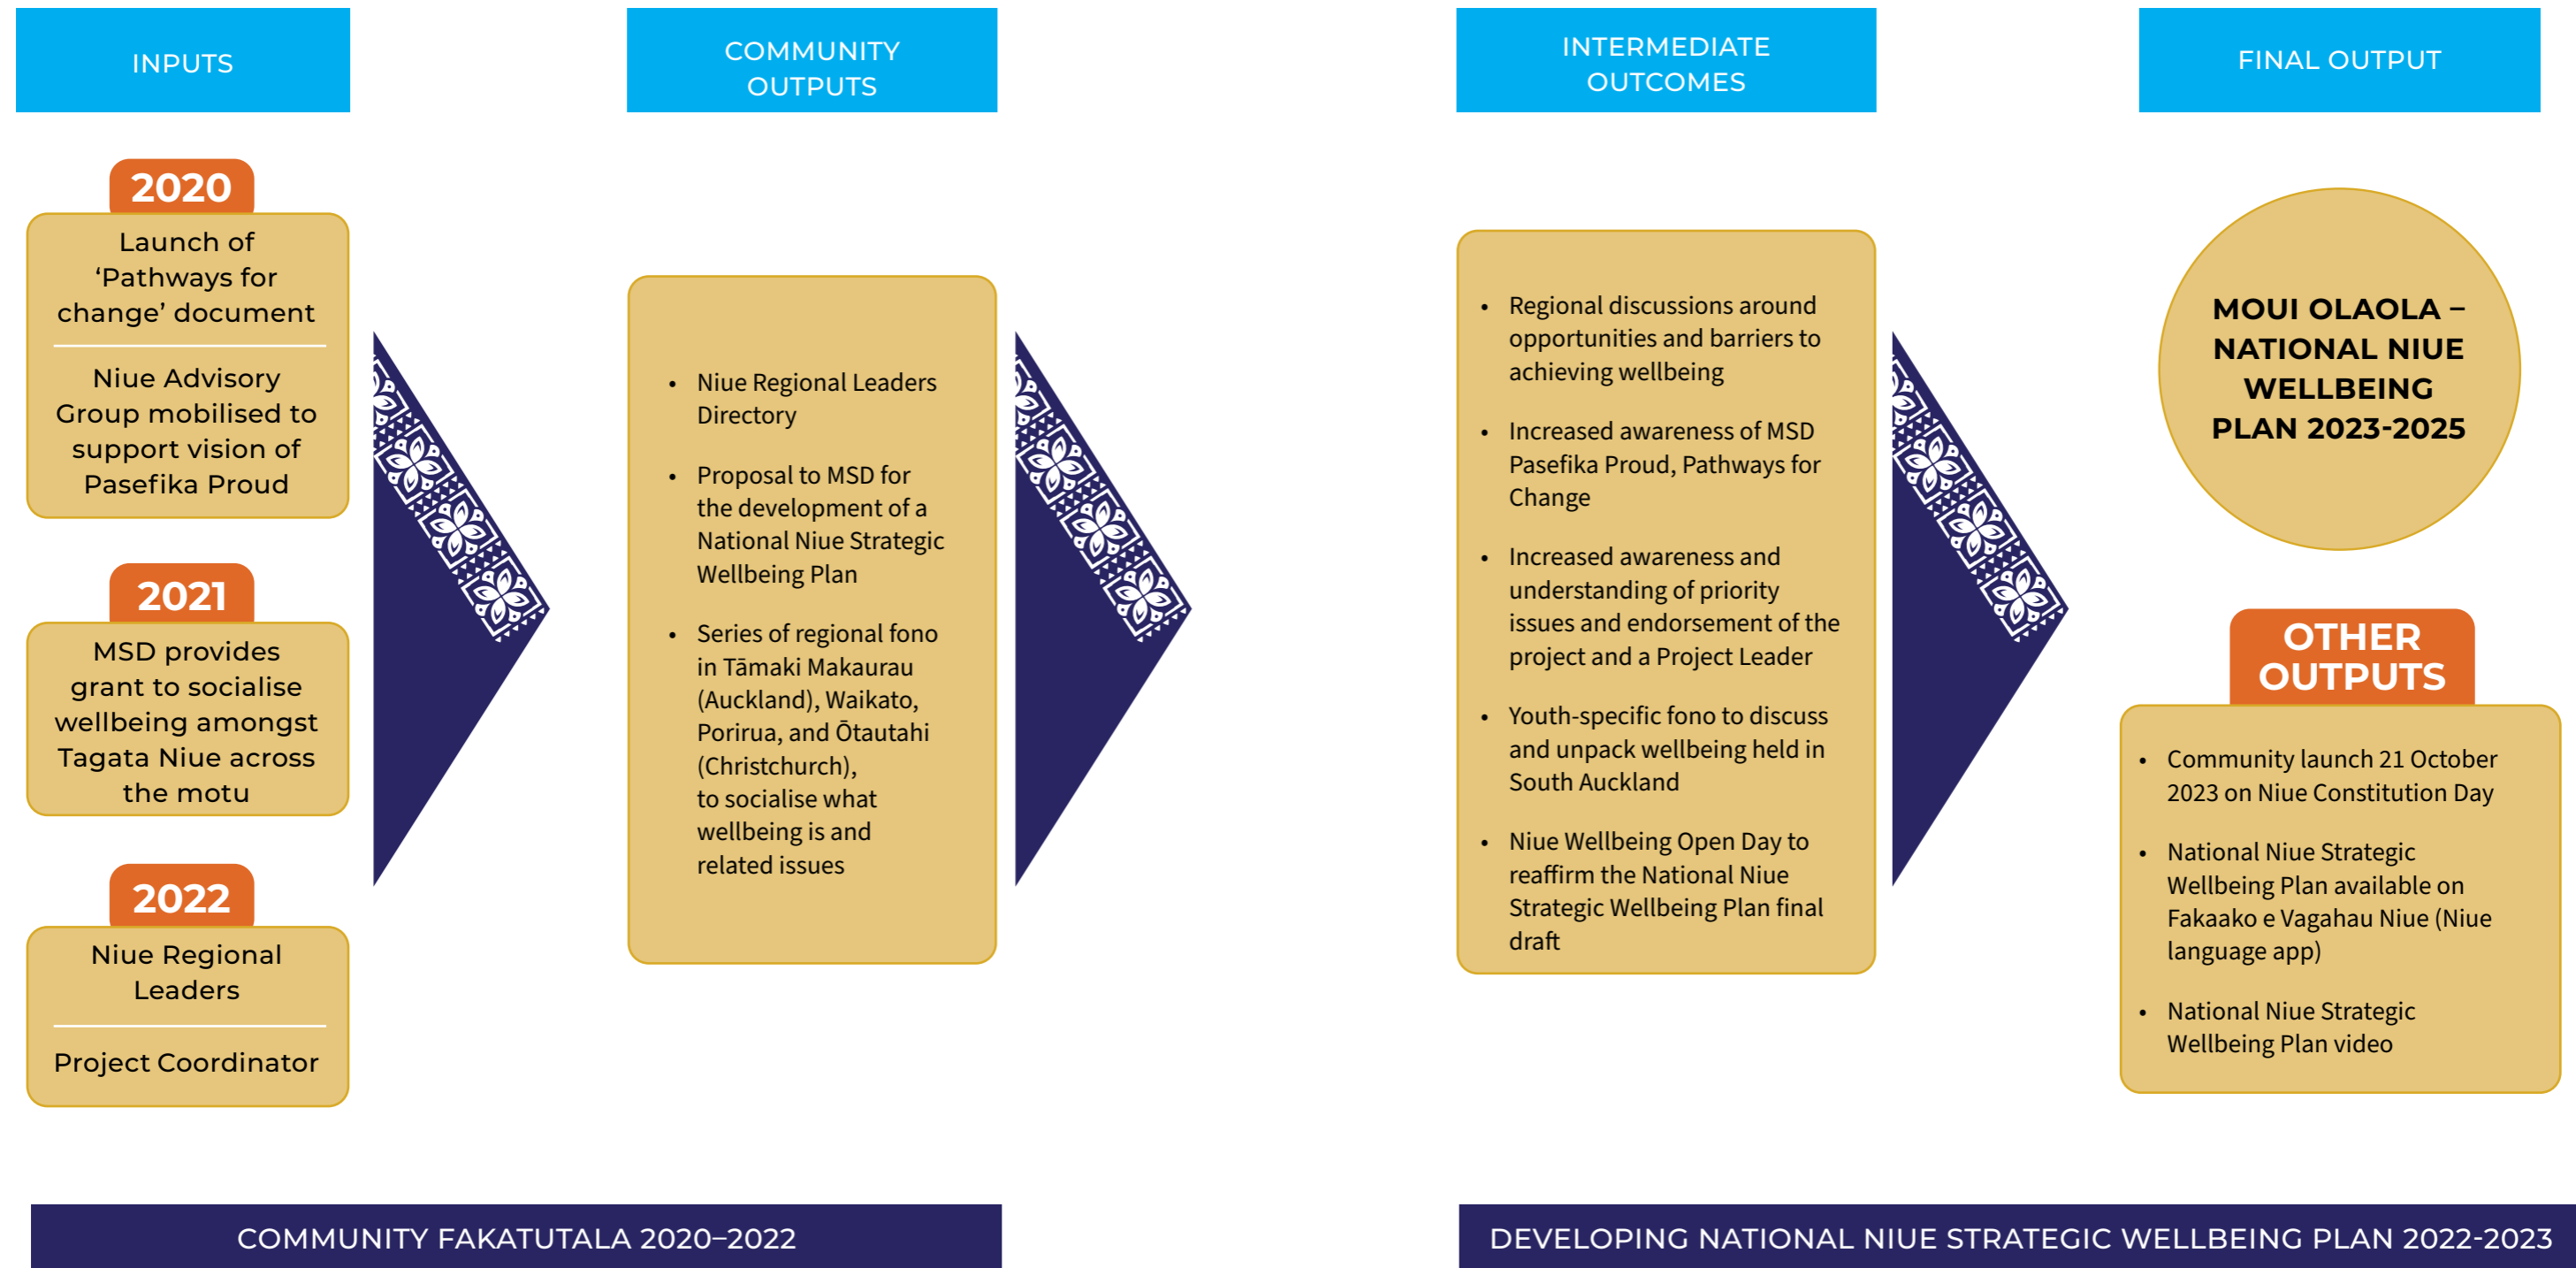 INPUTS
2020
Launch of
‘Pathways for
change’ document
Niue Advisory
Group mobilised to
support vision of
Pasefika Proud
2021
MSD provides
grant to socialise
wellbeing amongst
Tagata Niue across
the motu
2022
Niue Regional
Leaders
Project Coordinator
COMMUNITY
OUTPUTS
• Niue Regional Leaders
Directory
• Proposal to MSD for
the development of a
National Niue Strategic
Wellbeing Plan
• Series of regional fono
in Tāmaki Makaurau
(Auckland), Waikato,
Porirua, and Ōtautahi
(Christchurch),
to socialise what
wellbeing is and
related issues
INTERMEDIATE
OUTCOMES
• Regional discussions around
opportunities and barriers to
achieving wellbeing
• Increased awareness of MSD
Pasefika Proud, Pathways for
Change
• Increased awareness and
understanding of priority
issues and endorsement of the
project and a Project Leader
• Youth-specific fono to discuss
and unpack wellbeing held in
South Auckland
• Niue Wellbeing Open Day to
reaffirm the National Niue
Strategic Wellbeing Plan final
draft
FINAL OUTPUT
MOUI OLAOLA –
NATIONAL NIUE
WELLBEING
PLAN 2023-2025
OTHER
OUTPUTS
• Community launch 21 October
2023 on Niue Constitution Day
• National Niue Strategic
Wellbeing Plan available on
Fakaako e Vagahau Niue (Niue
language app)
• National Niue Strategic
Wellbeing Plan video
COMMUNITY FAKATUTALA 2020–2022
DEVELOPING NATIONAL NIUE STRATEGIC WELLBEING PLAN 2022-2023